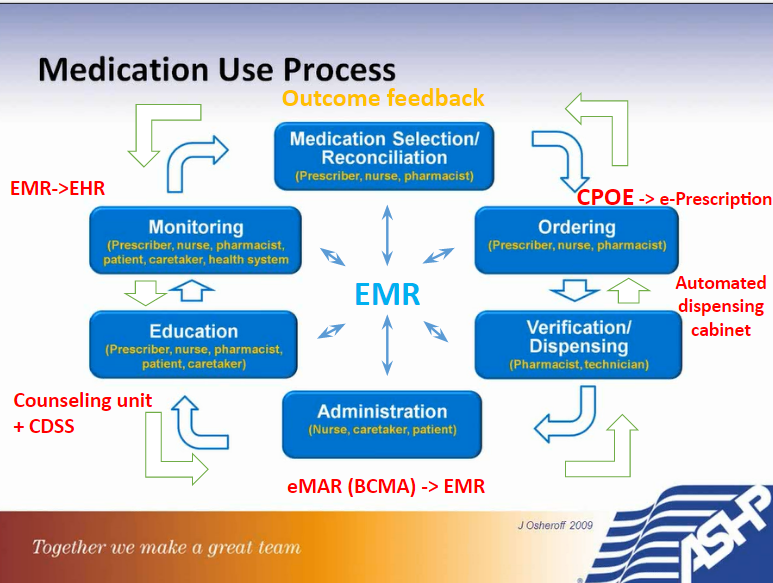 Medication Use Process
Outcome feedback
Medication Selection/
Reconciliation
(Prescriber, nurse, pharmacist)
EMR->EHR
CPOE -> e-Prescription
Monitoring
(Prescriber, nurse, pharmacist,
patient, caretaker, health system
Ordering
(Prescriber, nurse, pharmacist)
EMR
Automated
dispensing
cabinet
Education
(Prescriber, nurse, pharmacist,
patient, caretaker)
Verification/
Dispensing
(Pharmacist, technician)
Counseling unit
+ CDSS
Administration
(Nurse, caretaker, patient)
eMAR (BCMA) -> EMR
J Osheroff 2009
Together we make a great team
ASHP
®